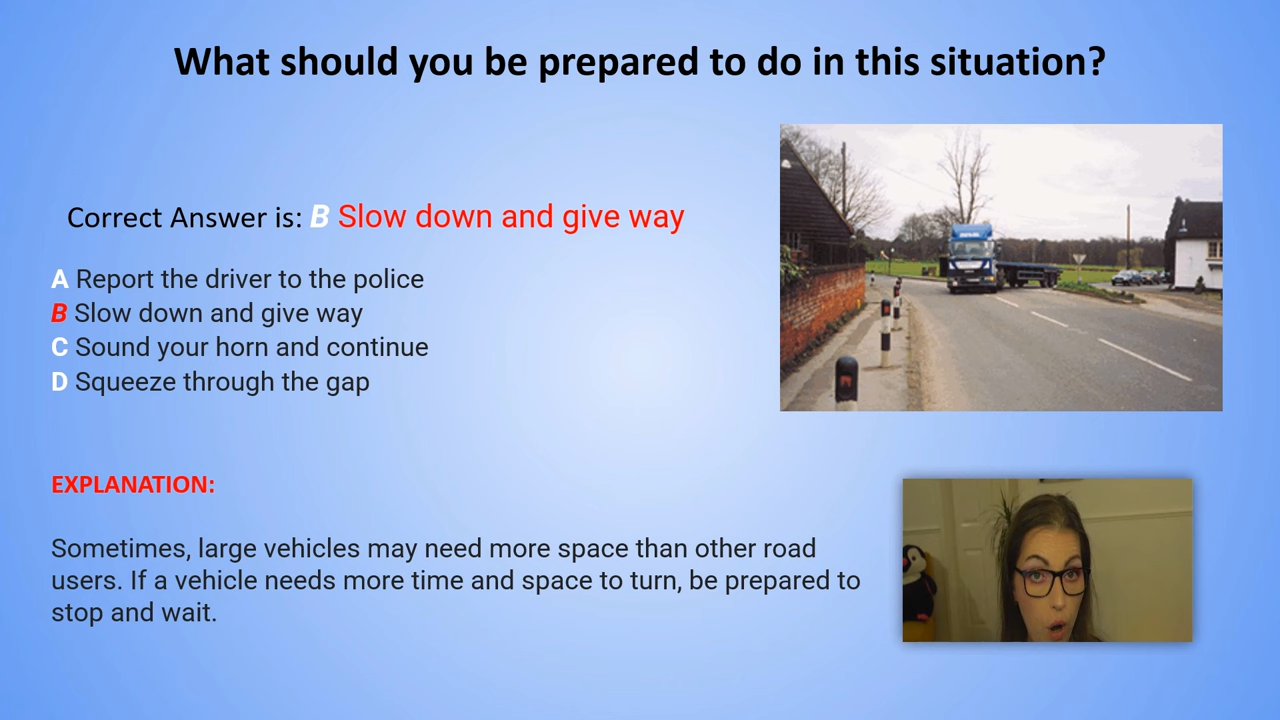 What should you be prepared to do in this situation?
Correct Answer is: B Slow down and give way
A Report the driver to the police
B Slow down and give way
C Sound your horn and continue
D Squeeze through the gap
EXPLANATION:
Sometimes, large vehicles may need more space than other road
users. If a vehicle needs more time and space to turn, be prepared to
stop and wait.